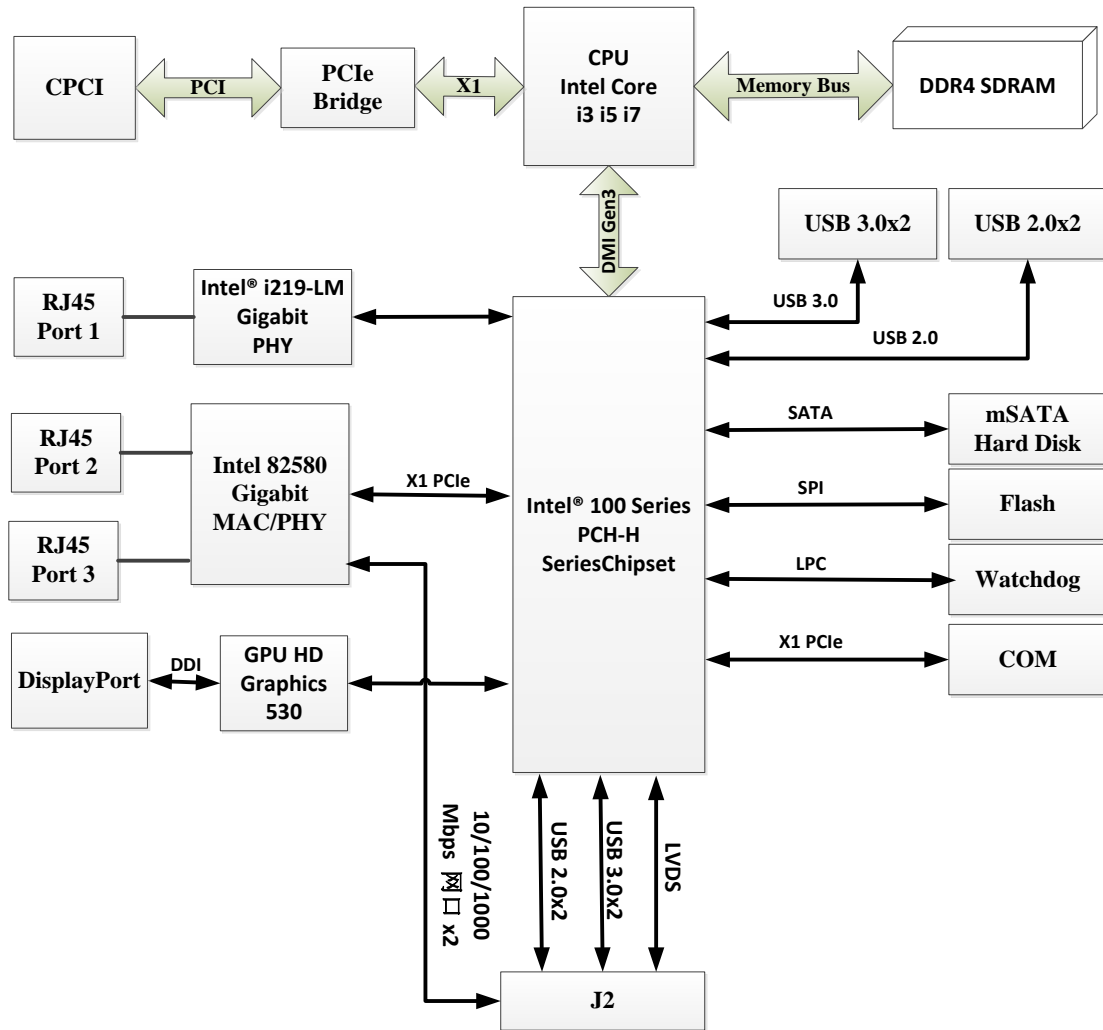 CPU
Intel Core
i3 i5 i7
CPCI
PCI
PCIe
Bridge
X1
Memory Bus
DDR4 SDRAM
DMI Gen3
USB 3.0x2
USB 2.0x2
RJ45
Port 1
Intel® i219-LM
Gigabit
PHY
USB 3.0
USB 2.0
RJ45
Port 2
Intel 82580
Gigabit
MAC/PHY
X1 PCIe
RJ45
Port 3
Intel® 100 Series
PCH-H
SeriesChipset
SATA
mSATA
Hard Disk
SPI
Flash
LPC
Watchdog
X1 PCIe
COM
DisplayPort
DDI
GPU HD
Graphics
530
10/100/1000
Mbps 网口 x2
USB 2.0x2
USB 3.0x2
LVDS
J2